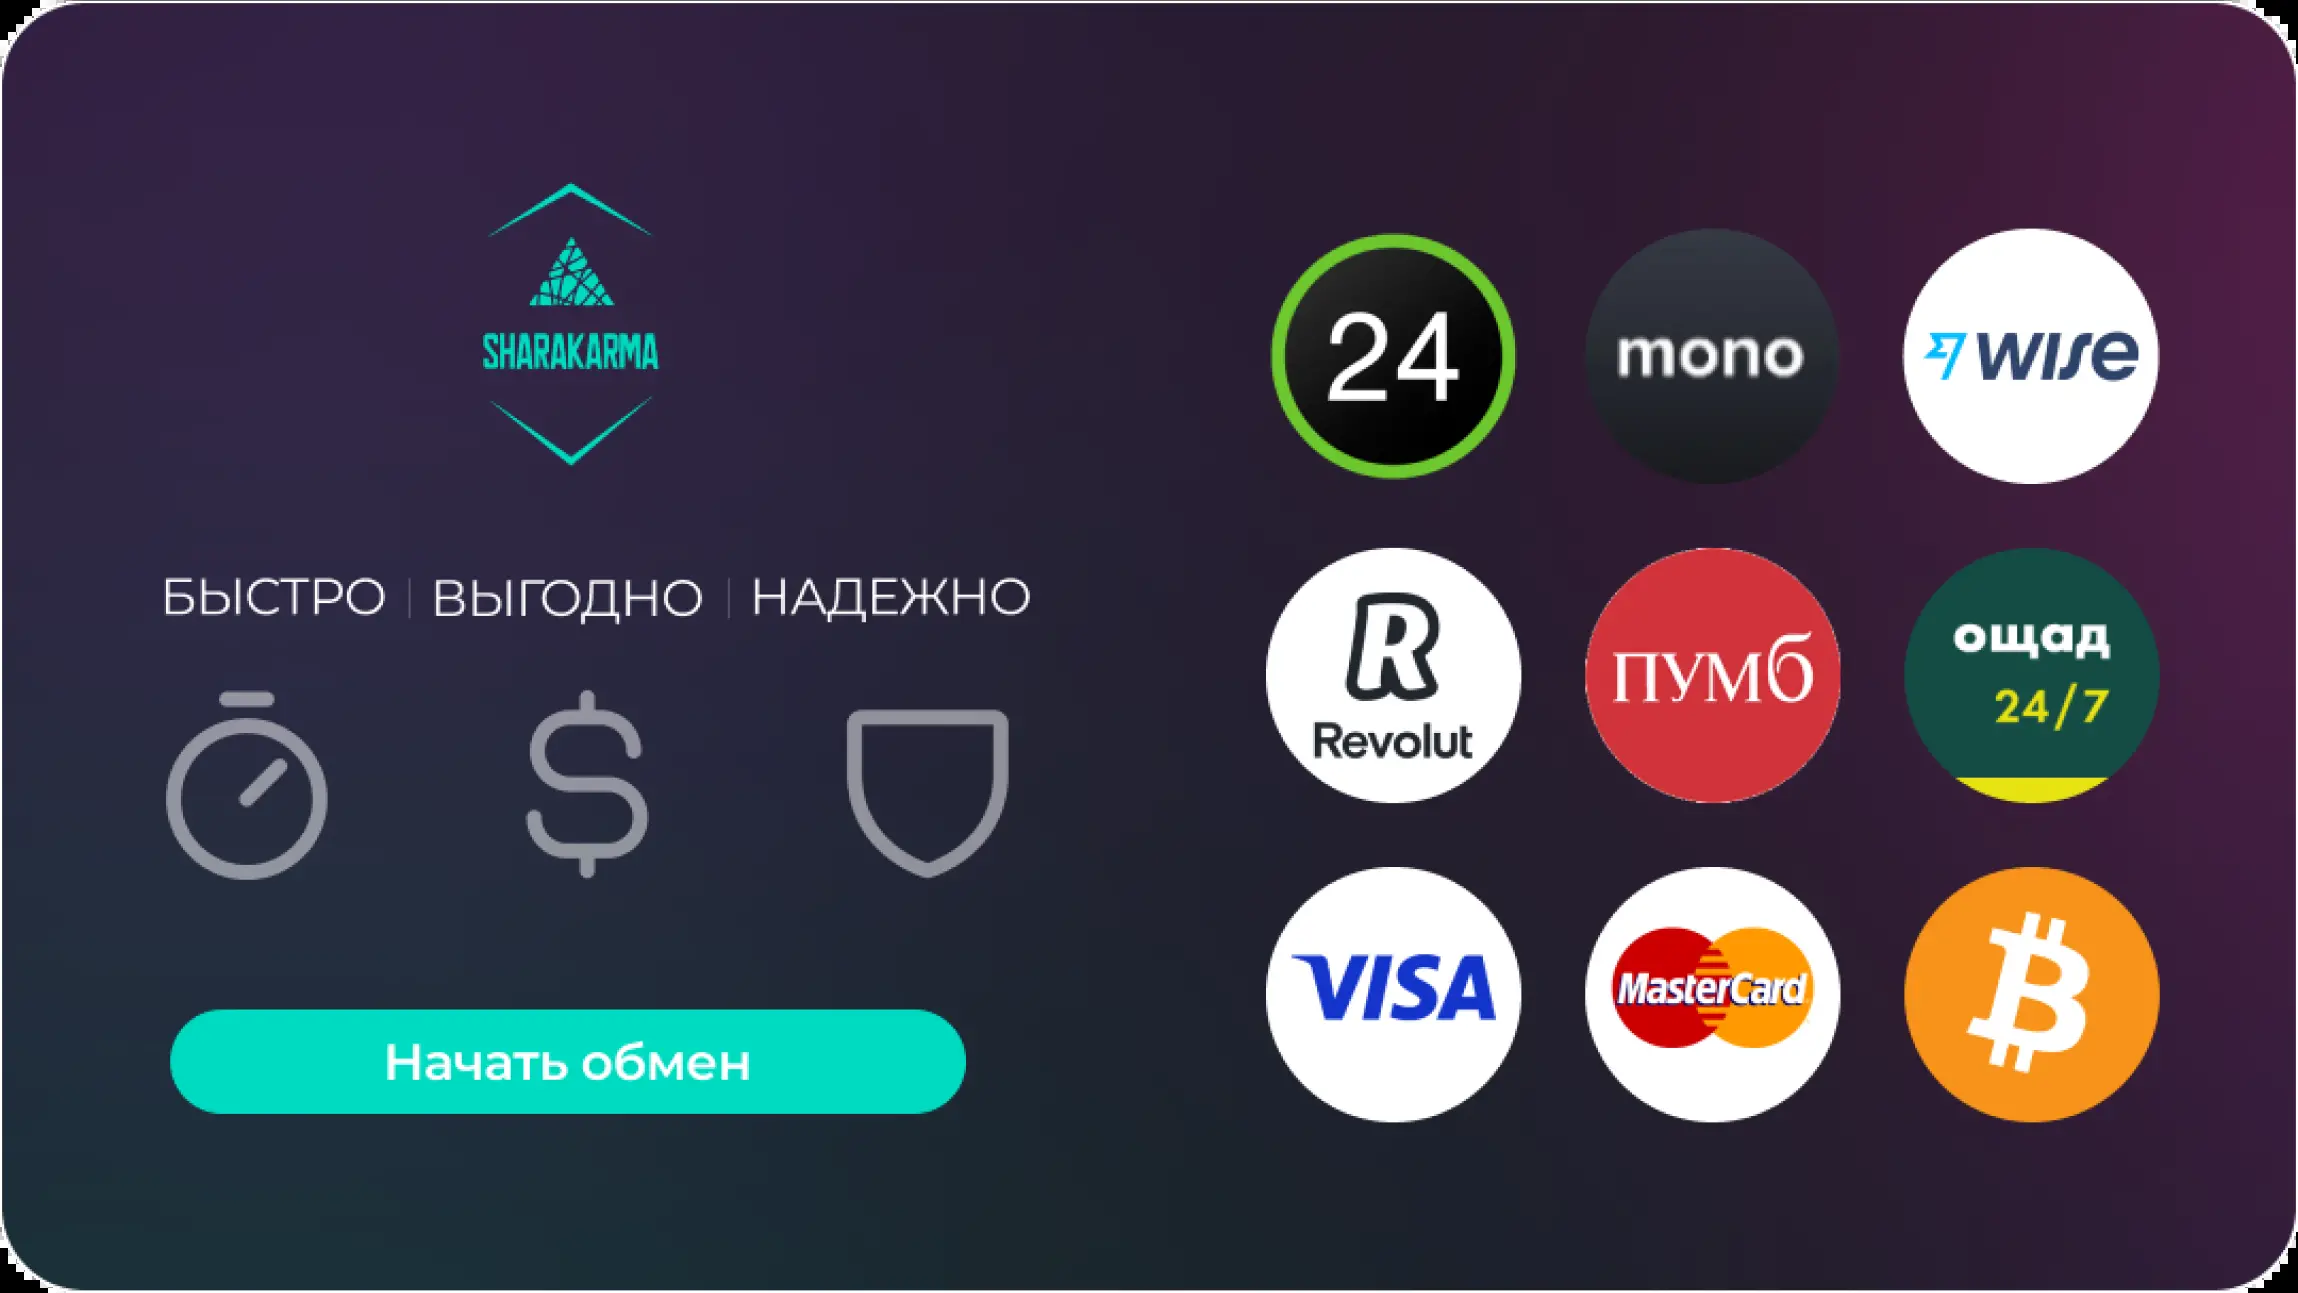 SHARAKARMA
БЫСТРО | ВЫГОДНО | НАДЕЖНО
Начать обмен
24
mono
wise
Revolut
пумб
ощад
24/7
VISA
MasterCard